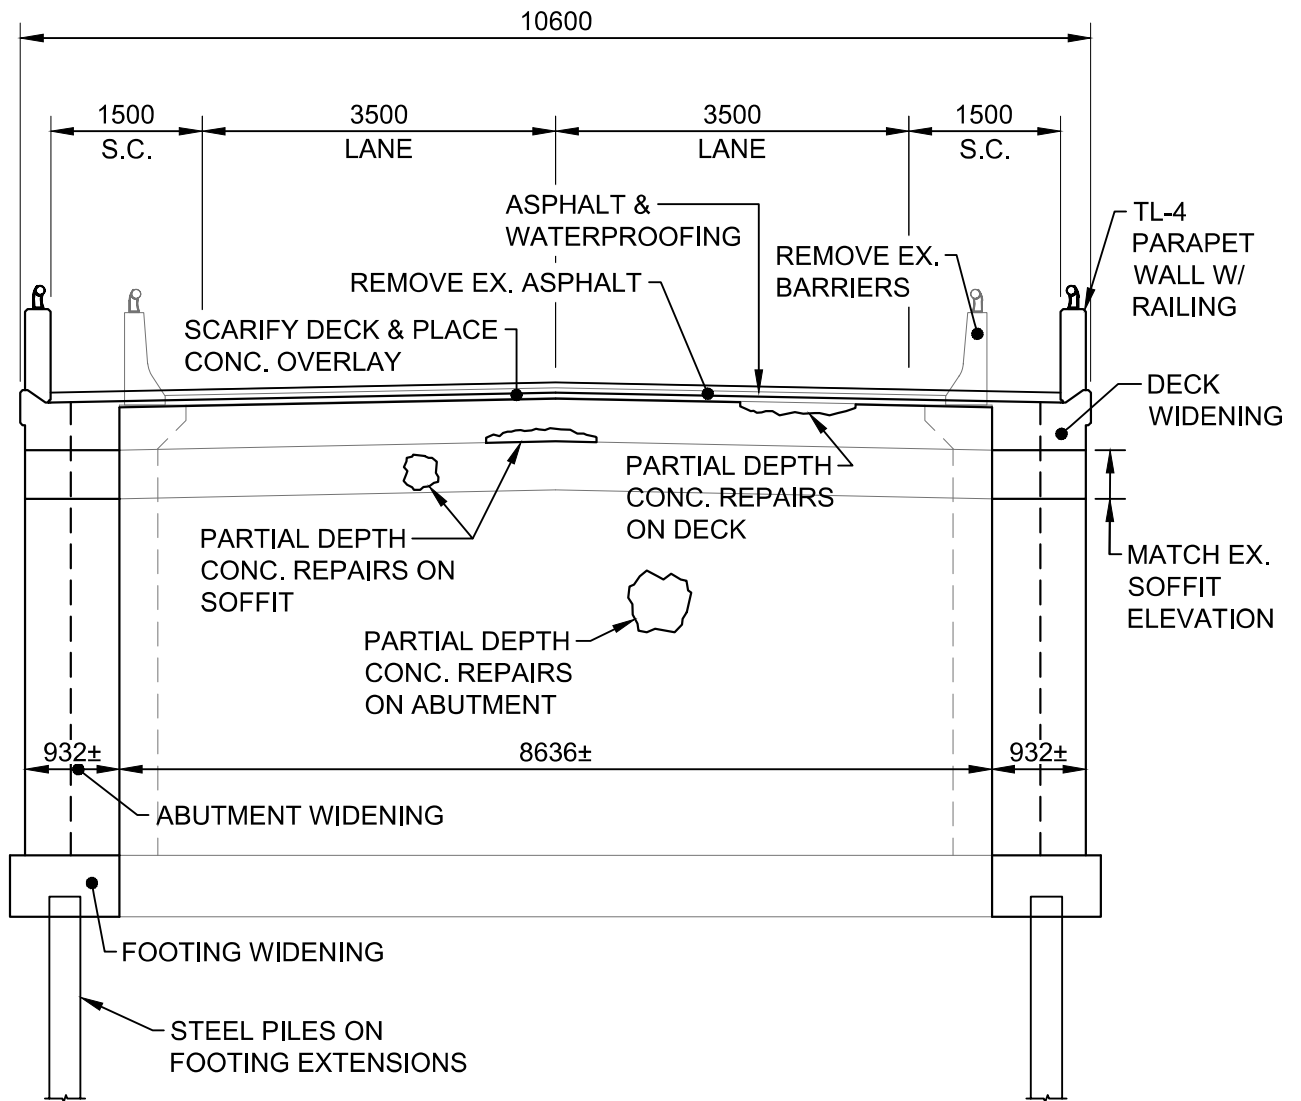 10600
1500
3500
3500
1500
S.C.
LANE
LANE
S.C.
ASPHALT &
WATERPROOFING
TL-4
PARAPET
WALL W/
RAILING
REMOVE EX.
BARRIERS
REMOVE EX. ASPHALT
SCARIFY DECK & PLACE
CONC. OVERLAY
DECK
WIDENING
PARTIAL DEPTH
CONC. REPAIRS
ON DECK
PARTIAL DEPTH
CONC. REPAIRS ON
SOFFIT
MATCH EX.
SOFFIT
ELEVATION
PARTIAL DEPTH
CONC. REPAIRS
ON ABUTMENT
932±
8636±
932±
ABUTMENT WIDENING
FOOTING WIDENING
STEEL PILES ON
FOOTING EXTENSIONS